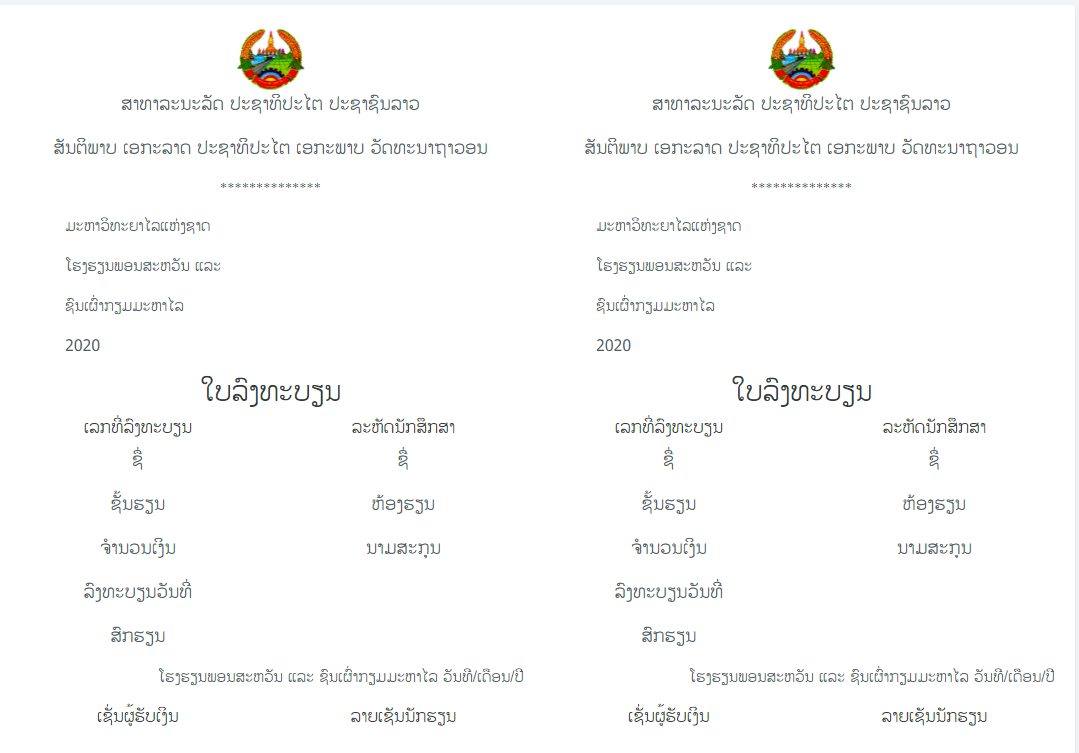 ສາທາລະນະລັດ ປະຊາທິປະໄຕ ປະຊາຊົນລາວ
ສັນຕິພາບ ເອກະລາດ ປະຊາທິປະໄຕ ເອກະພາບ ວັດທະນາຖາວອນ
**************
ມະຫາວິທະຍາໄລແຫ່ງຊາດ
ໂຮງຮຽນພອນສະຫວັນ ແລະ
ຊົນເຜົ່າກຽມມະຫາໄລ
2020
ໃບລົງທະບຽນ
ເລກທີ່ລົງທະບຽນ ລະຫັດນັກສຶກສາ
ຊື່ ຊື່
ຊັ້ນຮຽນ ຫ້ອງຮຽນ
ຈຳນວນເງິນ ນາມສະກຸນ
ລົງທະບຽນວັນທີ່
ສົກຮຽນ
ໂຮງຮຽນພອນສະຫວັນ ແລະ ຊົນເຜົ່າກຽມມະຫາໄລ ວັນທີ/ເດືອນ/ປີ
ເຊັ່ນຜູ້ຮັບເງິນ ລາຍເຊັນນັກຮຽນ
ສາທາລະນະລັດ ປະຊາທິປະໄຕ ປະຊາຊົນລາວ
ສັນຕິພາບ ເອກະລາດ ປະຊາທິປະໄຕ ເອກະພາບ ວັດທະນາຖາວອນ
**************
ມະຫາວິທະຍາໄລແຫ່ງຊາດ
ໂຮງຮຽນພອນສະຫວັນ ແລະ
ຊົນເຜົ່າກຽມມະຫາໄລ
2020
ໃບລົງທະບຽນ
ເລກທີ່ລົງທະບຽນ ລະຫັດນັກສຶກສາ
ຊື່ ຊື່
ຊັ້ນຮຽນ ຫ້ອງຮຽນ
ຈຳນວນເງິນ ນາມສະກຸນ
ລົງທະບຽນວັນທີ່
ສົກຮຽນ
ໂຮງຮຽນພອນສະຫວັນ ແລະ ຊົນເຜົ່າກຽມມະຫາໄລ ວັນທີ/ເດືອນ/ປີ
ເຊັ່ນຜູ້ຮັບເງິນ ລາຍເຊັນນັກຮຽນ